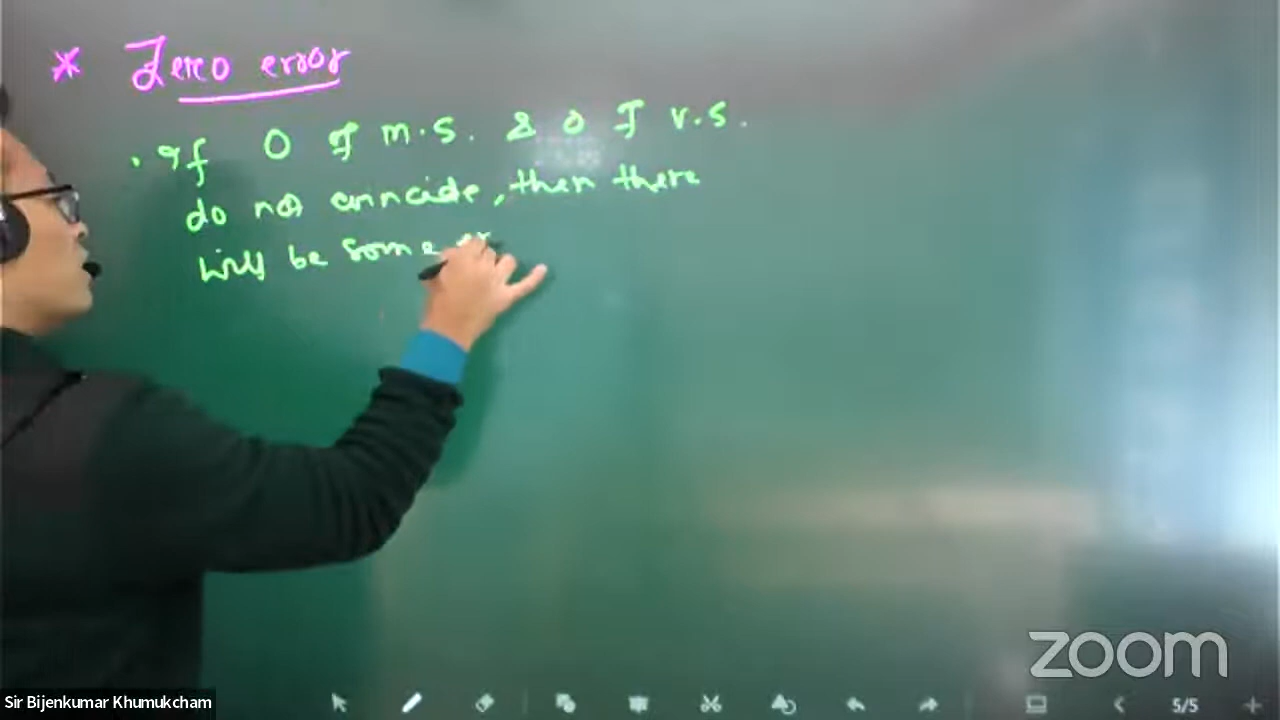 * Zero error
. If 0 of m.s. & 0 of v.s.
do not coincide, then there
will be some er
zoom
Sir Bijenkumar Khumukcham
5/5